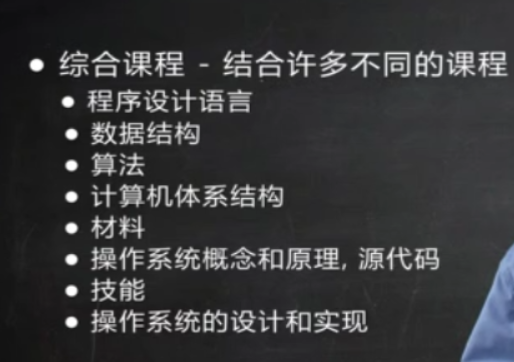 ● 综合课程 - 结合许多不同的课程
● 程序设计语言
● 数据结构
● 算法
● 计算机体系结构
● 材料
● 操作系统概念和原理, 源代码
● 技能
● 操作系统的设计和实现